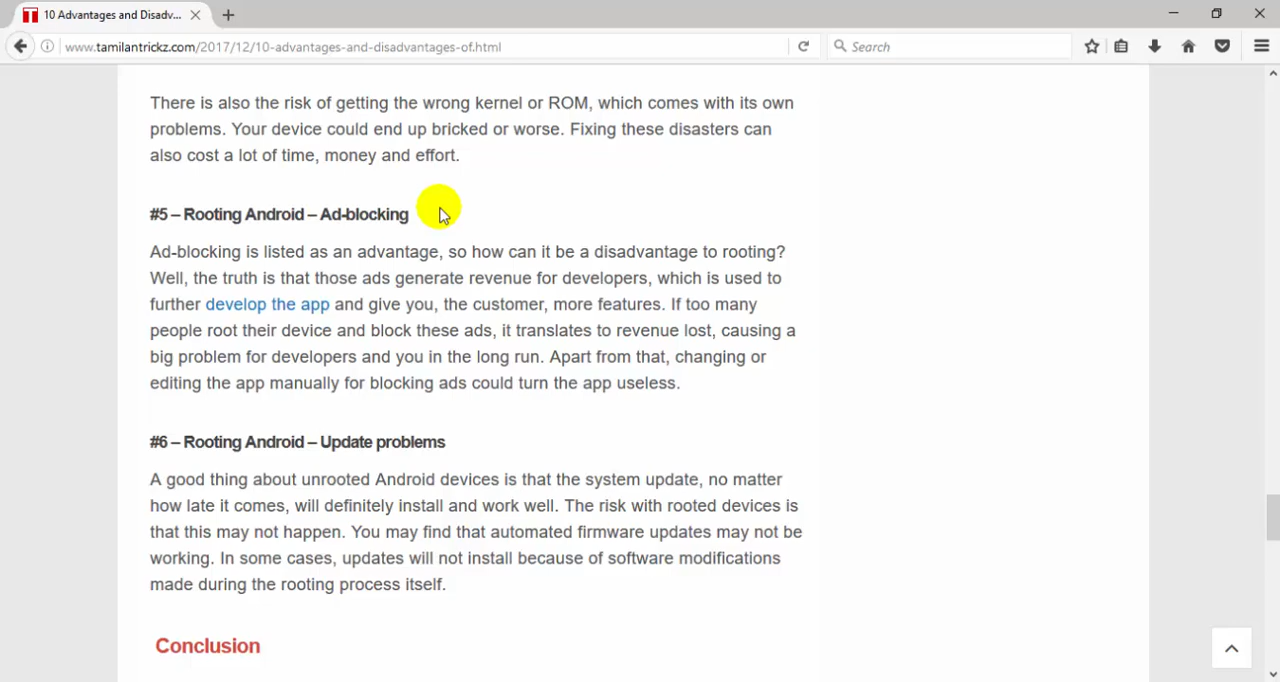 10 Advantages and Disadv...
www.tamilantrickz.com/2017/12/10-advantages-and-disadvantages-of.html
Search
There is also the risk of getting the wrong kernel or ROM, which comes with its own
problems. Your device could end up bricked or worse. Fixing these disasters can
also cost a lot of time, money and effort.
#5 – Rooting Android – Ad-blocking
Ad-blocking is listed as an advantage, so how can it be a disadvantage to rooting?
Well, the truth is that those ads generate revenue for developers, which is used to
further develop the app and give you, the customer, more features. If too many
people root their device and block these ads, it translates to revenue lost, causing a
big problem for developers and you in the long run. Apart from that, changing or
editing the app manually for blocking ads could turn the app useless.
#6 – Rooting Android – Update problems
A good thing about unrooted Android devices is that the system update, no matter
how late it comes, will definitely install and work well. The risk with rooted devices is
that this may not happen. You may find that automated firmware updates may not be
working. In some cases, updates will not install because of software modifications
made during the rooting process itself.
Conclusion